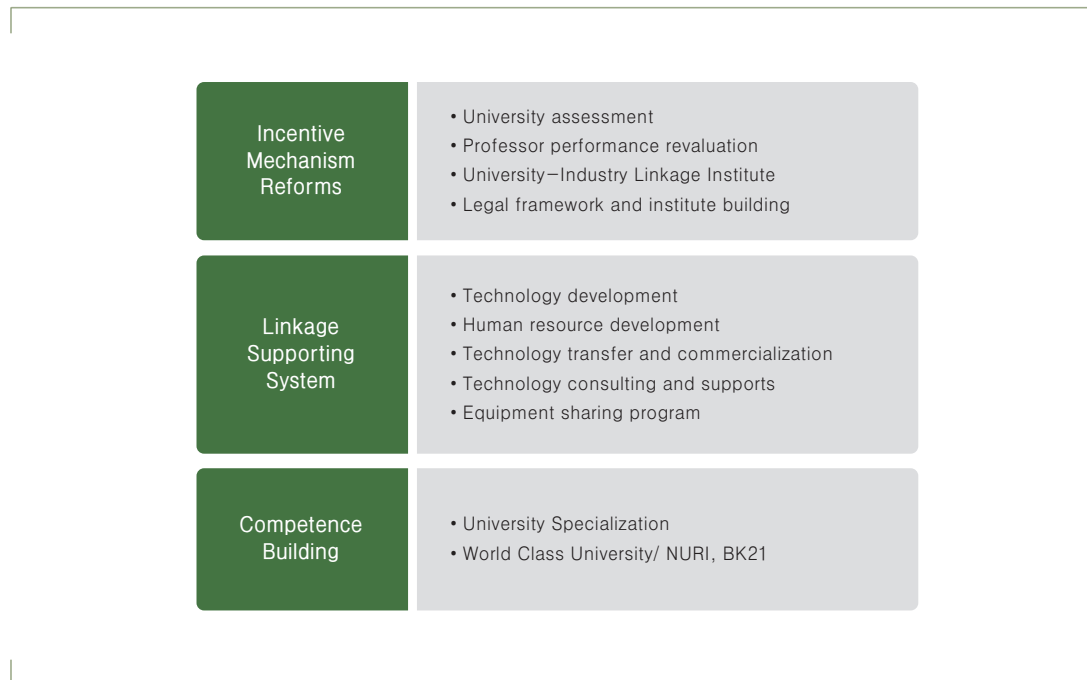 Incentive
Mechanism
Reforms
• University assessment
• Professor performance revaluation
• University-Industry Linkage Institute
• Legal framework and institute building
Linkage
Supporting
System
• Technology development
• Human resource development
• Technology transfer and commercialization
• Technology consulting and supports
• Equipment sharing program
Competence
Building
• University Specialization
• World Class University/ NURI, BK21